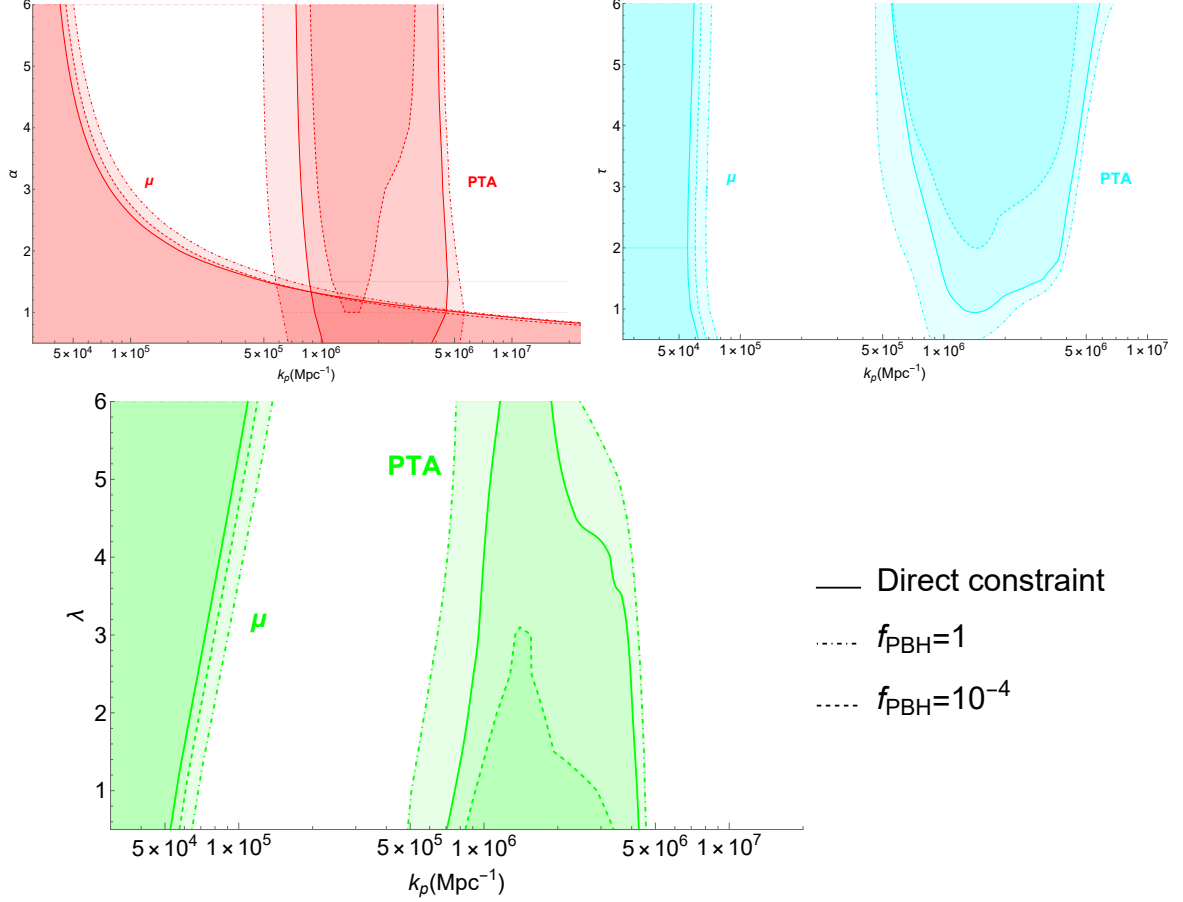 6
5
4
3
2
1
α
μ
PTA
5×10⁴ 1×10⁵ 5×10⁵ 1×10⁶ 5×10⁶ 1×10⁷
kₚ(Mpc⁻¹)
6
5
4
3
2
1
τ
μ
PTA
5×10⁴ 1×10⁵ 5×10⁵ 1×10⁶ 5×10⁶ 1×10⁷
kₚ(Mpc⁻¹)
6
5
4
3
2
1
λ
PTA
μ
5×10⁴ 1×10⁵ 5×10⁵ 1×10⁶ 5×10⁶ 1×10⁷
kₚ(Mpc⁻¹)
Direct constraint
f_PBH=1
f_PBH=10⁻⁴